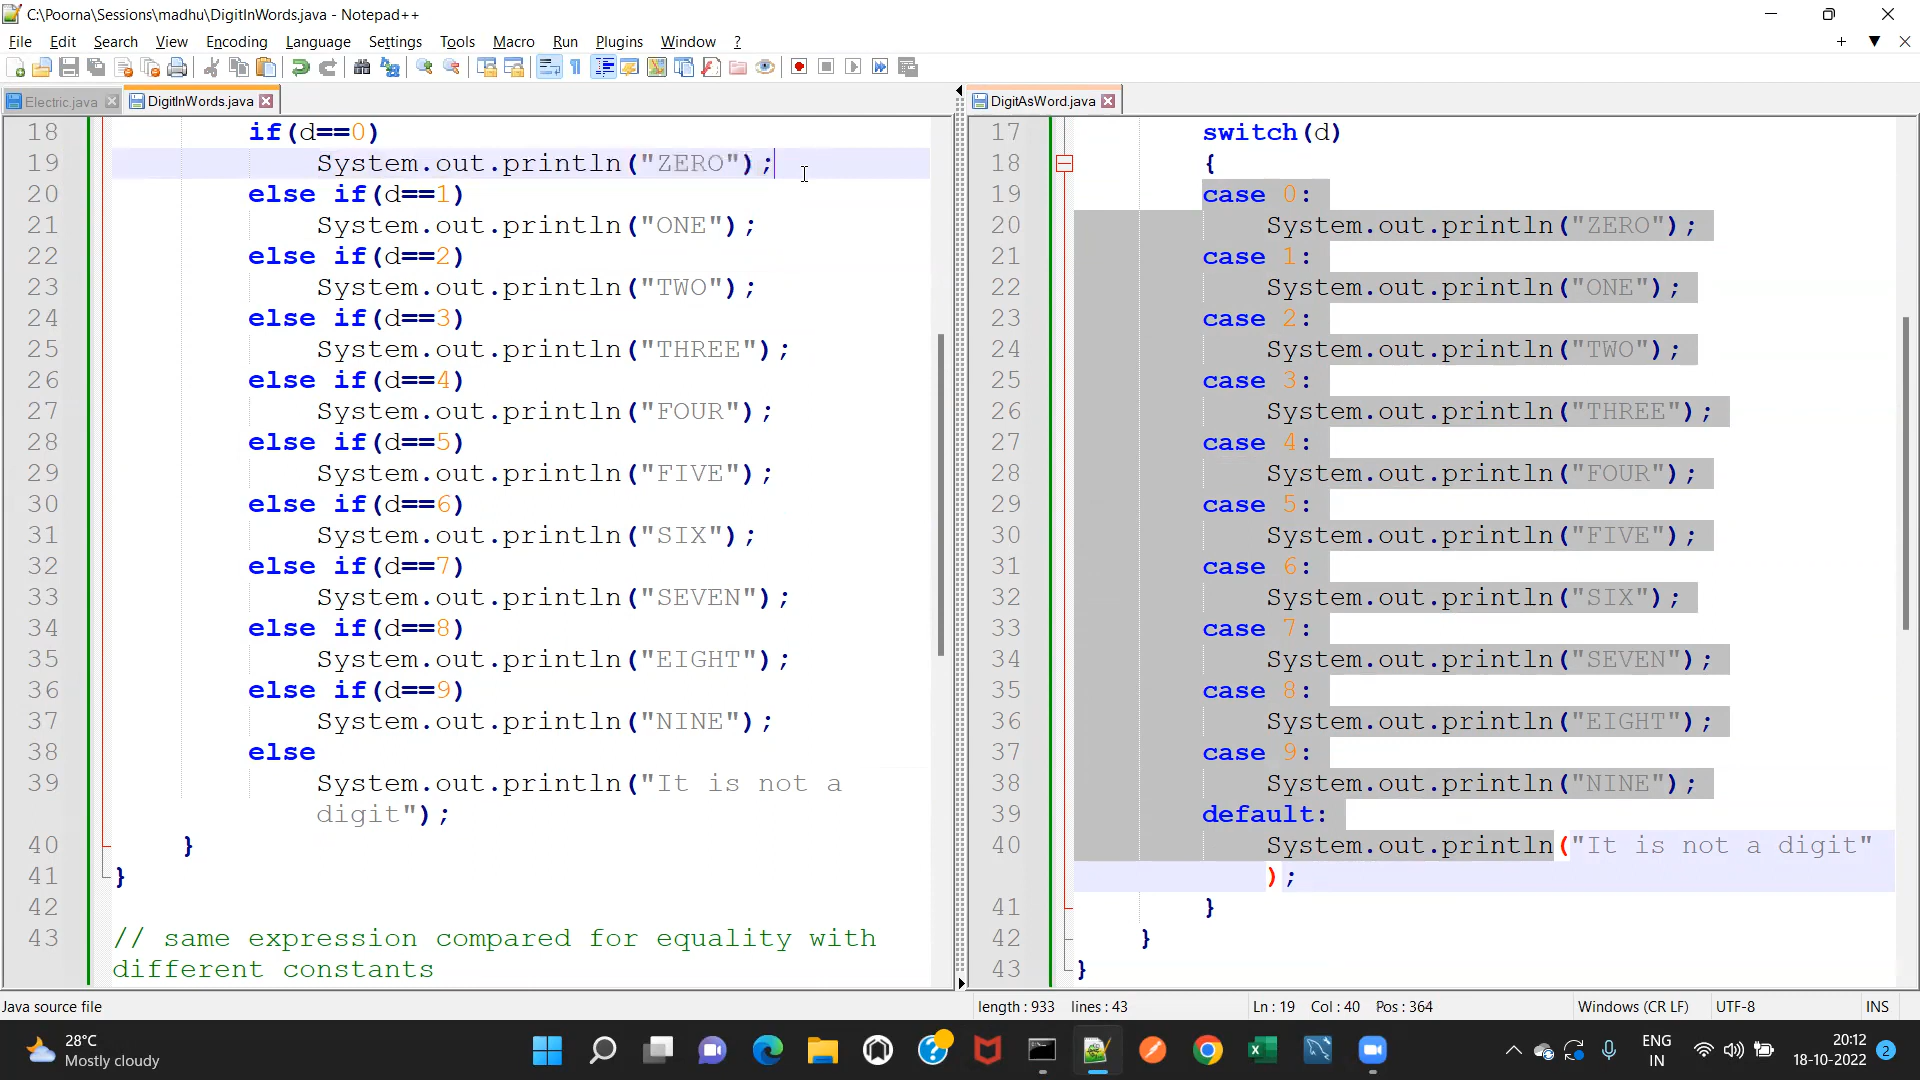 C:\Poorna\Sessions\madhu\DigitInWords.java - Notepad++
File Edit Search View Encoding Language Settings Tools Macro Run Plugins Window ?
Electric.java DigitInWords.java
18 if(d==0)
19 System.out.println("ZERO");
20 else if(d==1)
21 System.out.println("ONE");
22 else if(d==2)
23 System.out.println("TWO");
24 else if(d==3)
25 System.out.println("THREE");
26 else if(d==4)
27 System.out.println("FOUR");
28 else if(d==5)
29 System.out.println("FIVE");
30 else if(d==6)
31 System.out.println("SIX");
32 else if(d==7)
33 System.out.println("SEVEN");
34 else if(d==8)
35 System.out.println("EIGHT");
36 else if(d==9)
37 System.out.println("NINE");
38 else
39 System.out.println("It is not a
digit");
40 }
41 }
42
43 // same expression compared for equality with
different constants
DigitAsWord.java
17 switch(d)
18 {
19 case 0:
20 System.out.println("ZERO");
21 case 1:
22 System.out.println("ONE");
23 case 2:
24 System.out.println("TWO");
25 case 3:
26 System.out.println("THREE");
27 case 4:
28 System.out.println("FOUR");
29 case 5:
30 System.out.println("FIVE");
31 case 6:
32 System.out.println("SIX");
33 case 7:
34 System.out.println("SEVEN");
35 case 8:
36 System.out.println("EIGHT");
37 case 9:
38 System.out.println("NINE");
39 default:
40 System.out.println("It is not a digit"
);
41 }
42 }
43 }
Java source file length : 933 lines : 43 Ln : 19 Col : 40 Pos : 364 Windows (CR LF) UTF-8 INS
28°C
Mostly cloudy
ENG
IN
20:12
18-10-2022
2